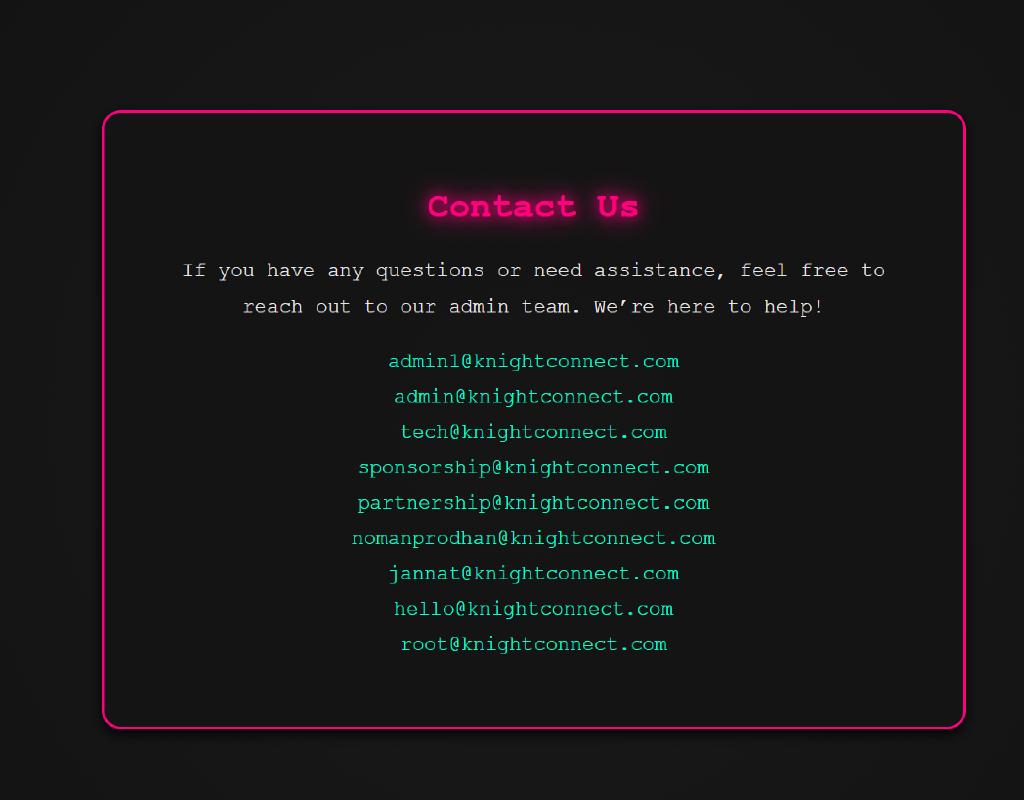 Contact Us
If you have any questions or need assistance, feel free to
reach out to our admin team. We’re here to help!
admin1@knightconnect.com
admin@knightconnect.com
tech@knightconnect.com
sponsorship@knightconnect.com
partnership@knightconnect.com
nomanprodhan@knightconnect.com
jannat@knightconnect.com
hello@knightconnect.com
root@knightconnect.com